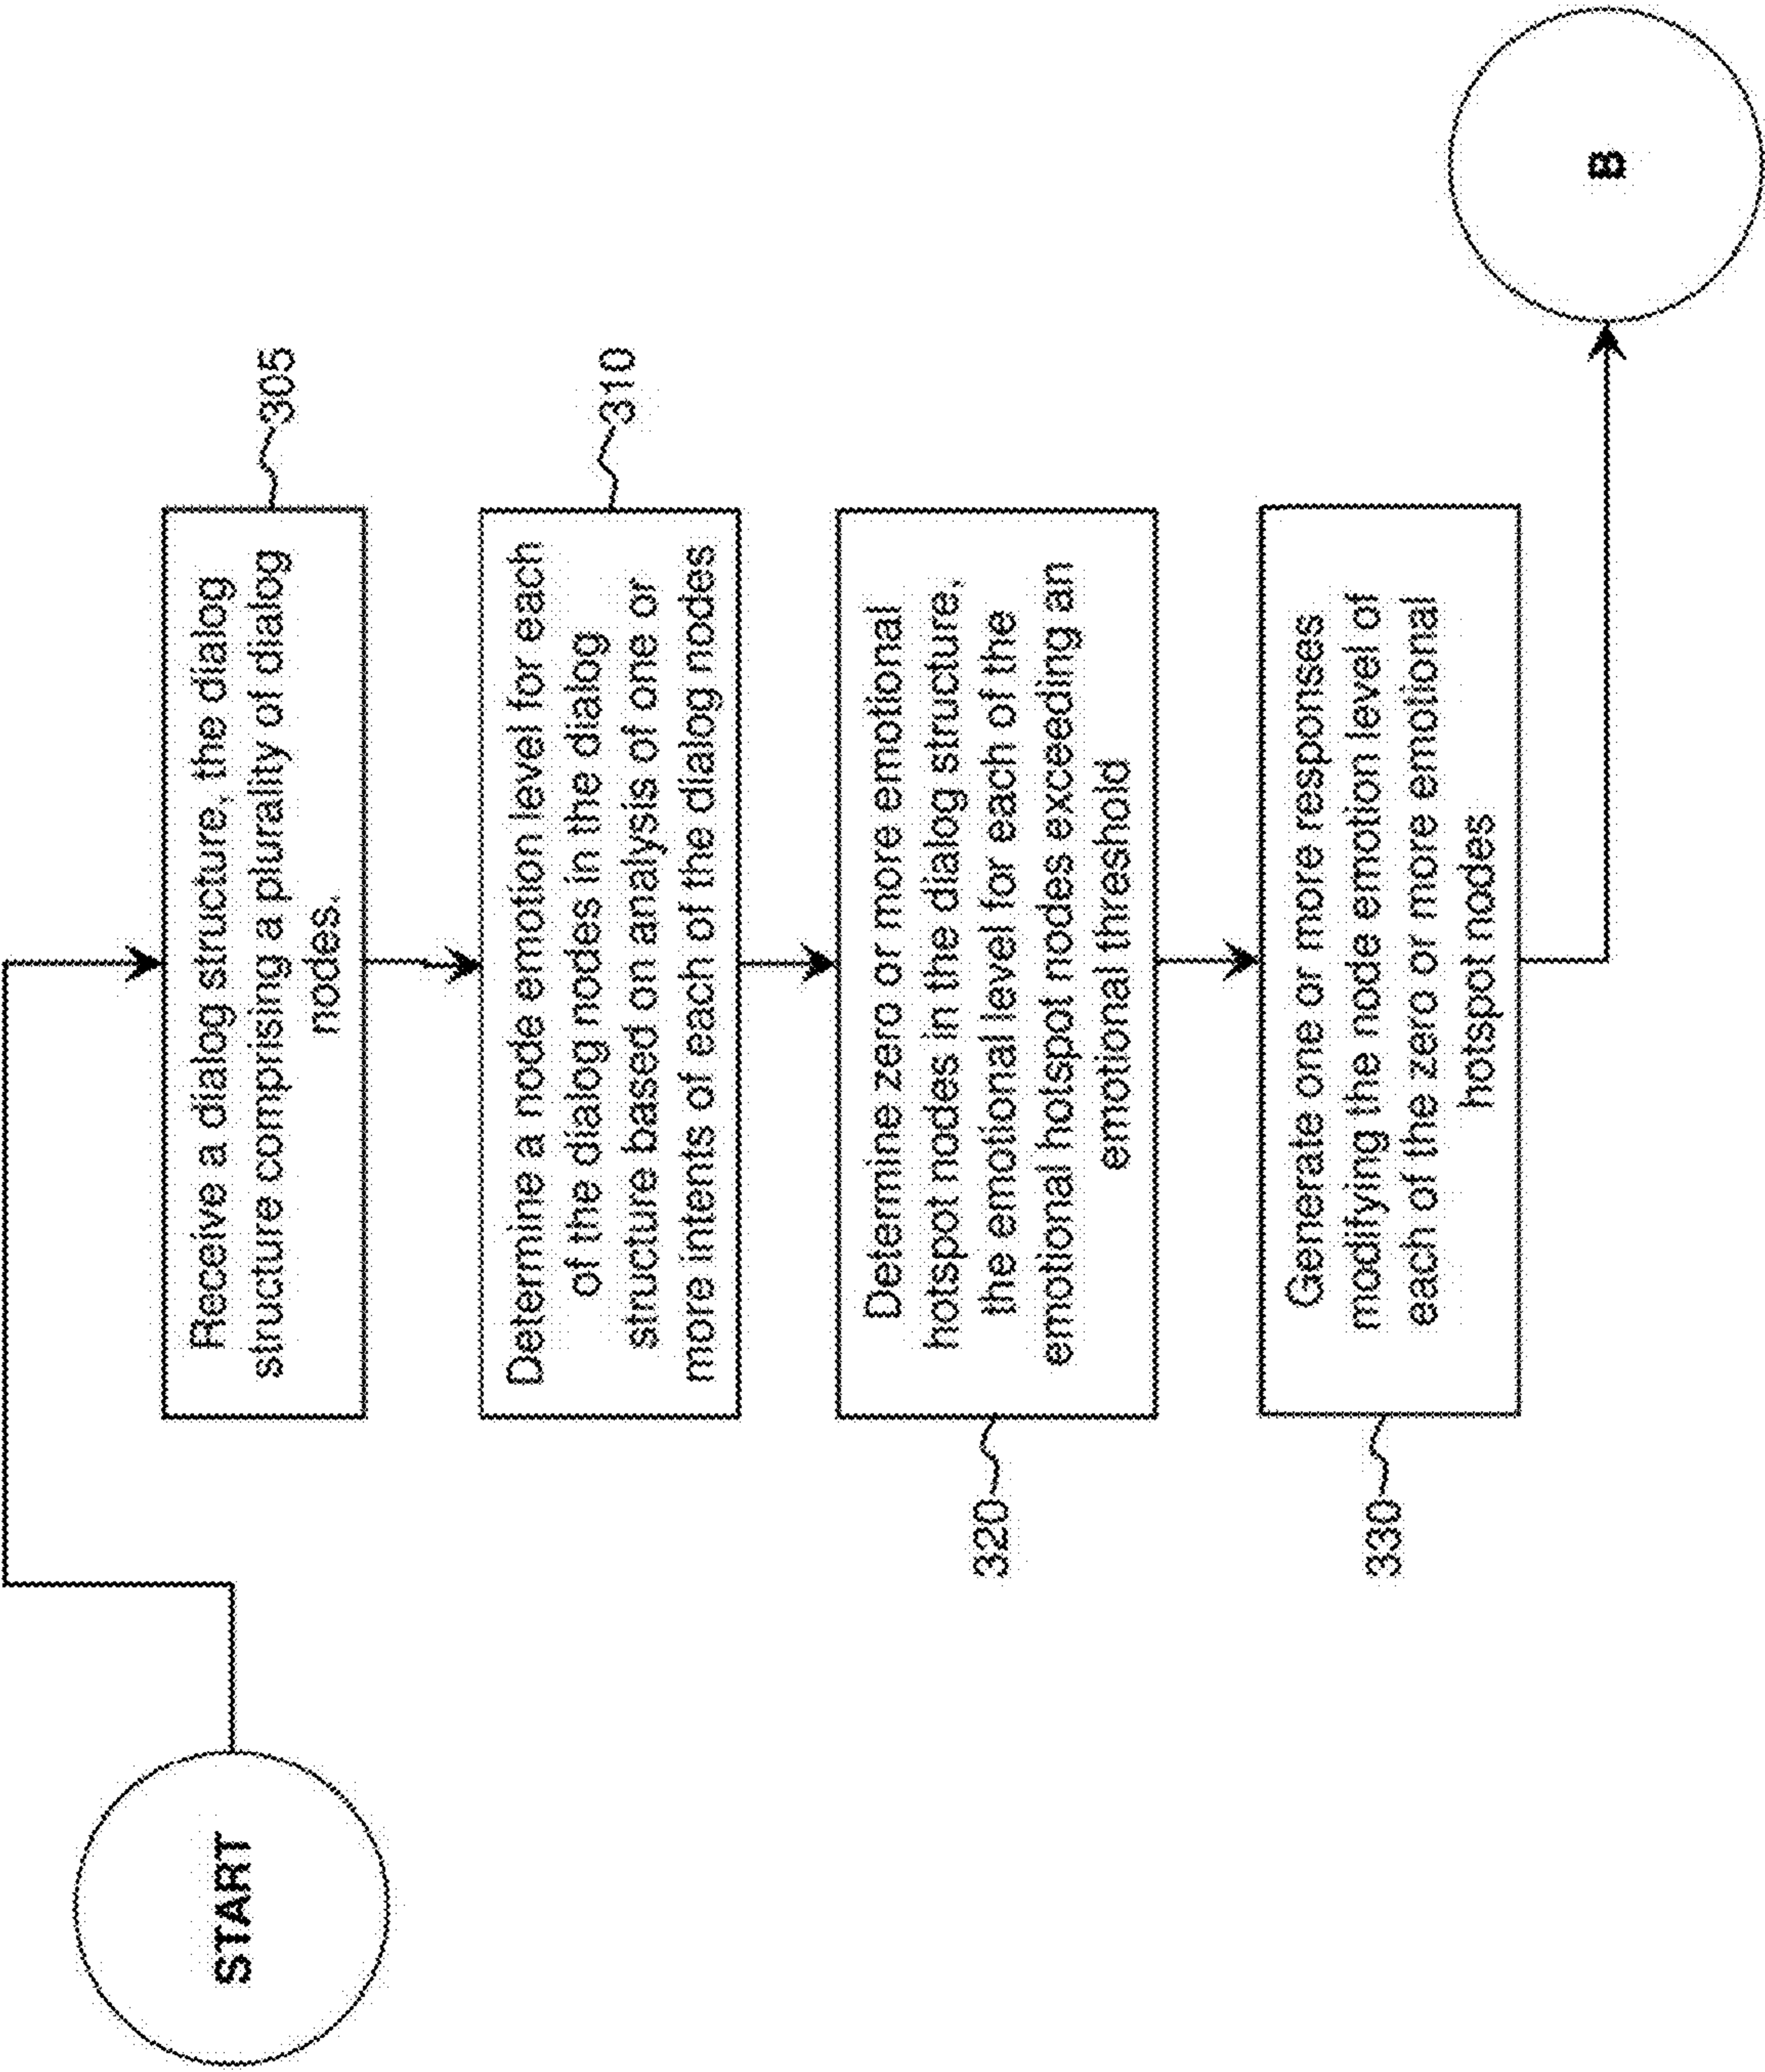 START
Receive a dialog structure, the dialog
structure comprising a plurality of dialog
nodes.
305
Determine a node emotion level for each
of the dialog nodes in the dialog
structure based on analysis of one or
more intents of each of the dialog nodes
310
Determine zero or more emotional
hotspot nodes in the dialog structure,
the emotional level for each of the
emotional hotspot nodes exceeding an
emotional threshold
320
Generate one or more responses
modifying the node emotion level of
each of the zero or more emotional
hotspot nodes
330
B